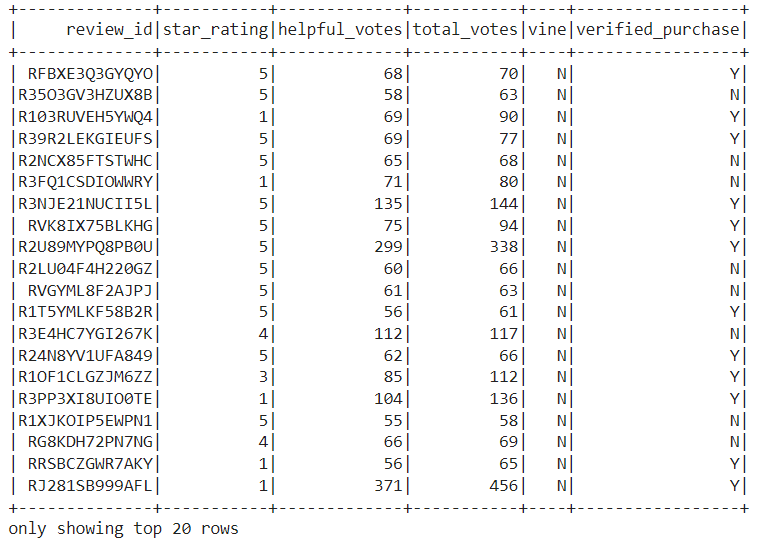 +--------------+-----------+-------------+-----------+----+-----------------+
|     review_id|star_rating|helpful_votes|total_votes|vine|verified_purchase|
+--------------+-----------+-------------+-----------+----+-----------------+
| RFBXE3Q3GYQYO|          5|           68|         70|   N|                Y|
|R35O3GV3HZUX8B|          5|           58|         63|   N|                N|
|R103RUVEH5YWQ4|          1|           69|         90|   N|                Y|
|R39R2LEKGIEUFS|          5|           69|         77|   N|                Y|
|R2NCX85FTSTWHC|          5|           65|         68|   N|                N|
|R3FQ1CSDIOWWRY|          1|           71|         80|   N|                N|
|R3NJE21NUCII5L|          5|          135|        144|   N|                Y|
| RVK8IX75BLKHG|          5|           75|         94|   N|                Y|
|R2U89MYPQ8PB0U|          5|          299|        338|   N|                Y|
|R2LU04F4H220GZ|          5|           60|         66|   N|                N|
| RVGYML8F2AJPJ|          5|           61|         63|   N|                N|
|R1T5YMLKF58B2R|          5|           56|         61|   N|                Y|
|R3E4HC7YGI267K|          4|          112|        117|   N|                N|
|R24N8YV1UFA849|          5|           62|         66|   N|                Y|
|R1OF1CLGZJM6ZZ|          3|           85|        112|   N|                Y|
|R3PP3XI8UIO0TE|          1|          104|        136|   N|                Y|
|R1XJKOIP5EWPN1|          5|           55|         58|   N|                N|
| RG8KDH72PN7NG|          4|           66|         69|   N|                N|
| RRSBCZGWR7AKY|          1|           56|         65|   N|                Y|
| RJ281SB999AFL|          1|          371|        456|   N|                Y|
+--------------+-----------+-------------+-----------+----+-----------------+
only showing top 20 rows